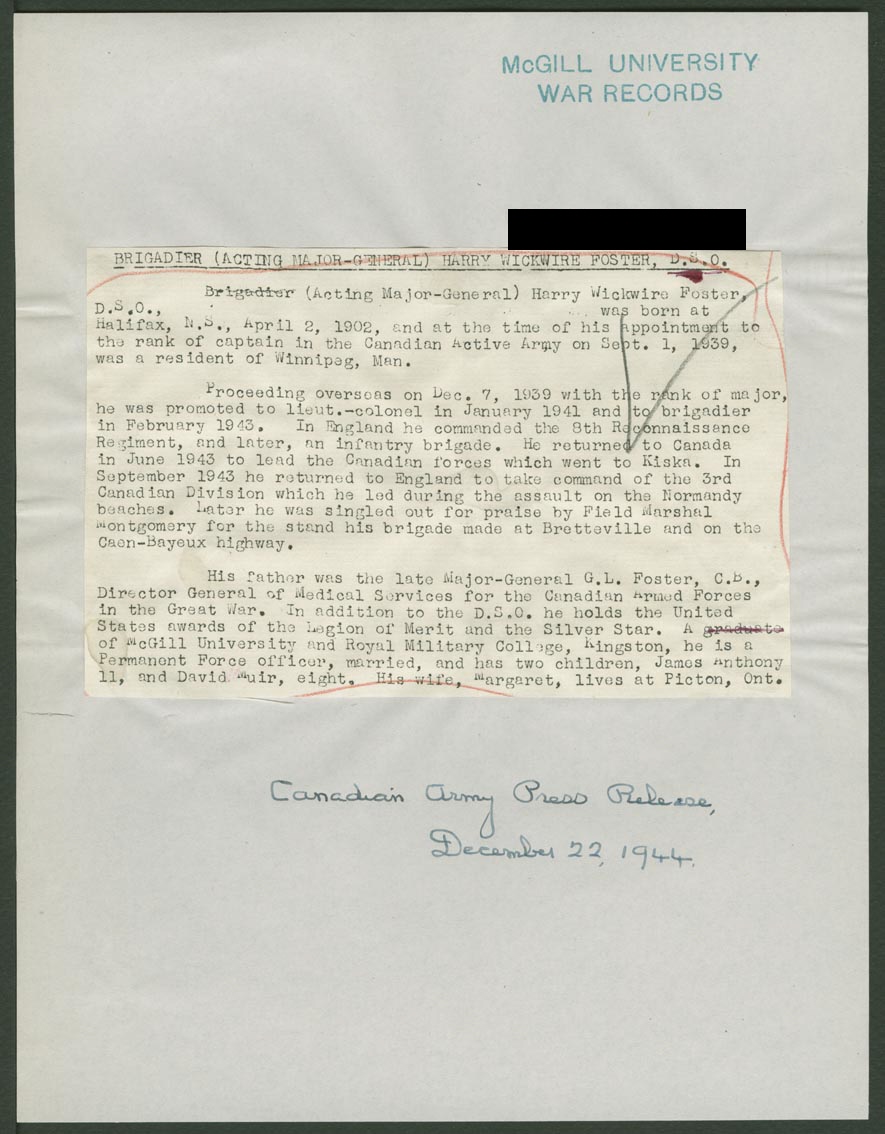 McGILL UNIVERSITY
WAR RECORDS
BRIGADIER (ACTING MAJOR-GENERAL) HARRY WICKWIRE FOSTER, D.S.O.
Brigadier (Acting Major-General) Harry Wickwire Foster,
D.S.O., was born at
Halifax, N.S., April 2, 1902, and at the time of his appointment to
the rank of captain in the Canadian Active Army on Sept. 1, 1939,
was a resident of Winnipeg, Man.
Proceeding overseas on Dec. 7, 1939 with the rank of major,
he was promoted to lieut.-colonel in January 1941 and to brigadier
in February 1943. In England he commanded the 8th Reconnaissance
Regiment, and later, an infantry brigade. He returned to Canada
in June 1943 to lead the Canadian forces which went to Kiska. In
September 1943 he returned to England to take command of the 3rd
Canadian Division which he led during the assault on the Normandy
beaches. Later he was singled out for praise by Field Marshal
Montgomery for the stand his brigade made at Bretteville and on the
Caen-Bayeux highway.
His father was the late Major-General G.L. Foster, C.B.,
Director General of Medical Services for the Canadian Armed Forces
in the Great War. In addition to the D.S.O. he holds the United
States awards of the Legion of Merit and the Silver Star. A graduate
of McGill University and Royal Military College, Kingston, he is a
Permanent Force officer, married, and has two children, James Anthony
11, and David Muir, eight. His wife, Margaret, lives at Picton, Ont.
Canadian Army Press Release,
December 22, 1944.